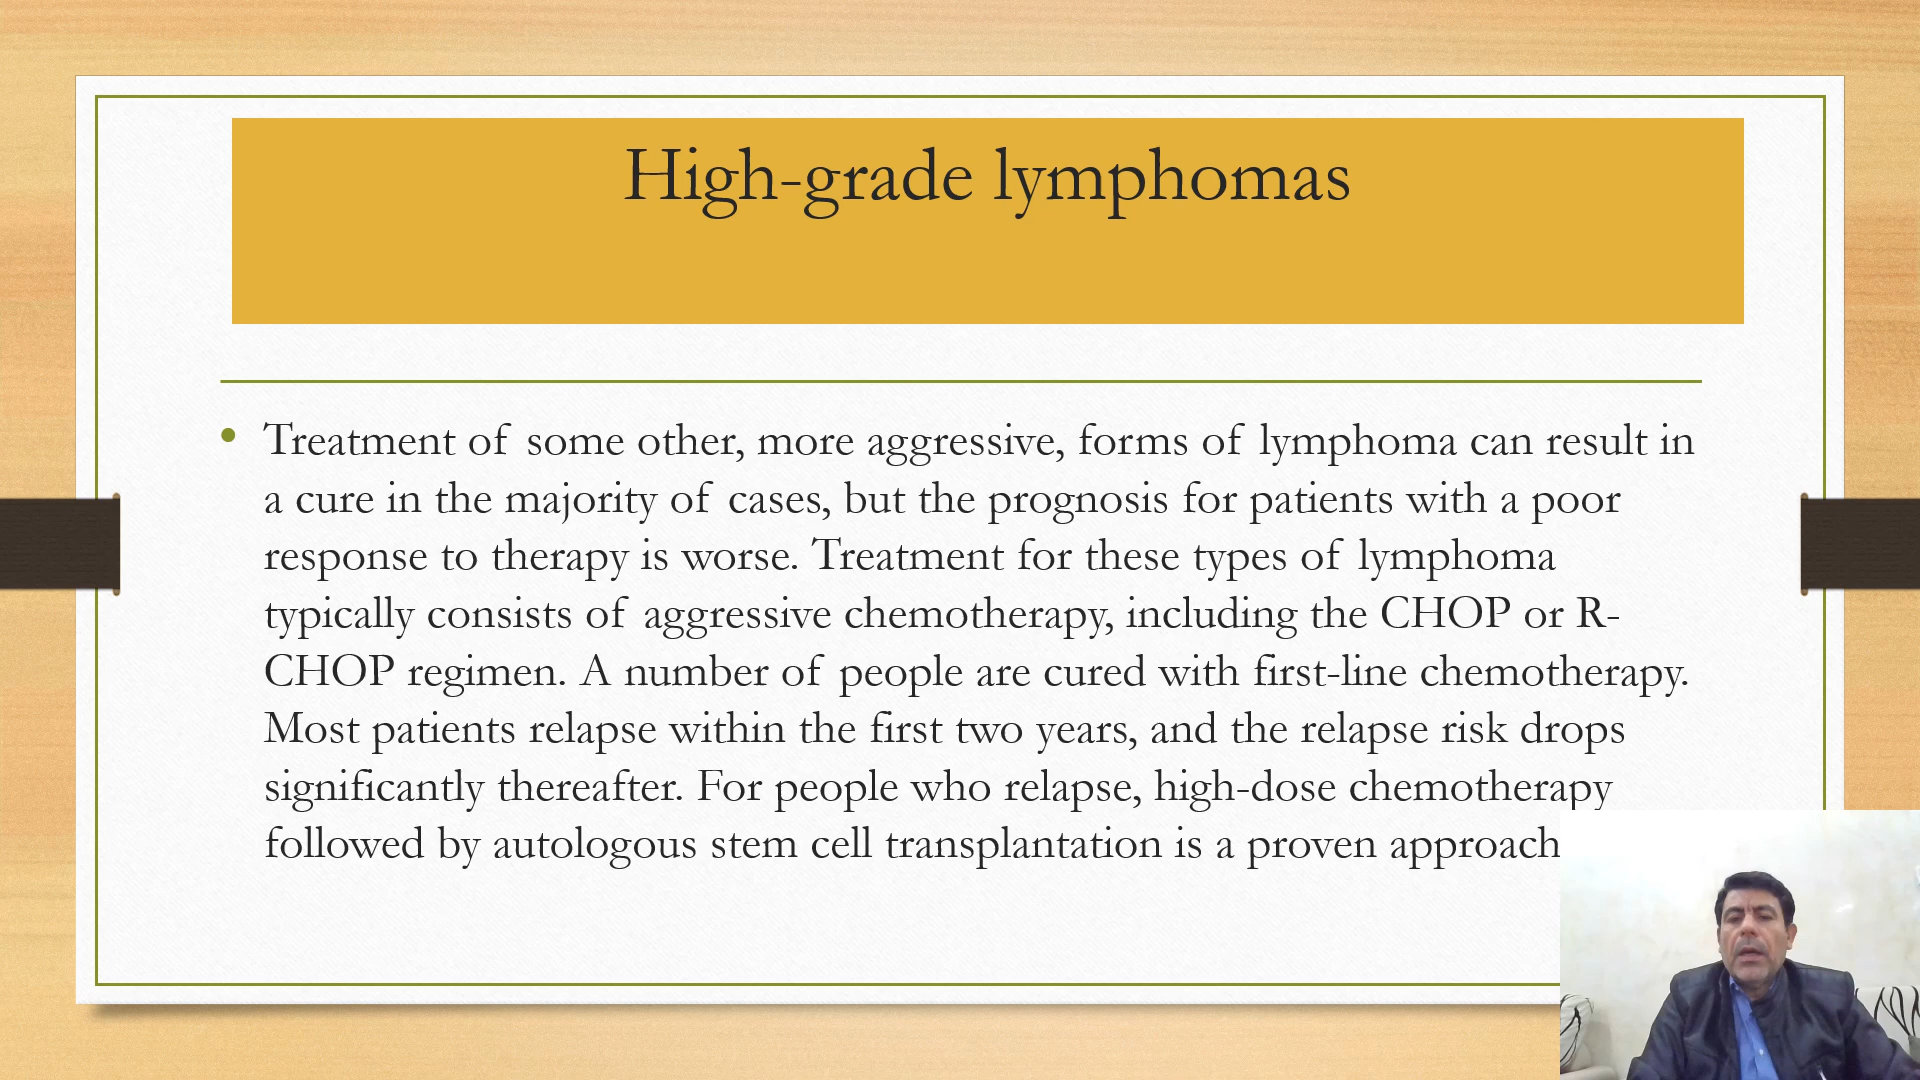 High-grade lymphomas
• Treatment of some other, more aggressive, forms of lymphoma can result in
a cure in the majority of cases, but the prognosis for patients with a poor
response to therapy is worse. Treatment for these types of lymphoma
typically consists of aggressive chemotherapy, including the CHOP or R-
CHOP regimen. A number of people are cured with first-line chemotherapy.
Most patients relapse within the first two years, and the relapse risk drops
significantly thereafter. For people who relapse, high-dose chemotherapy
followed by autologous stem cell transplantation is a proven approach